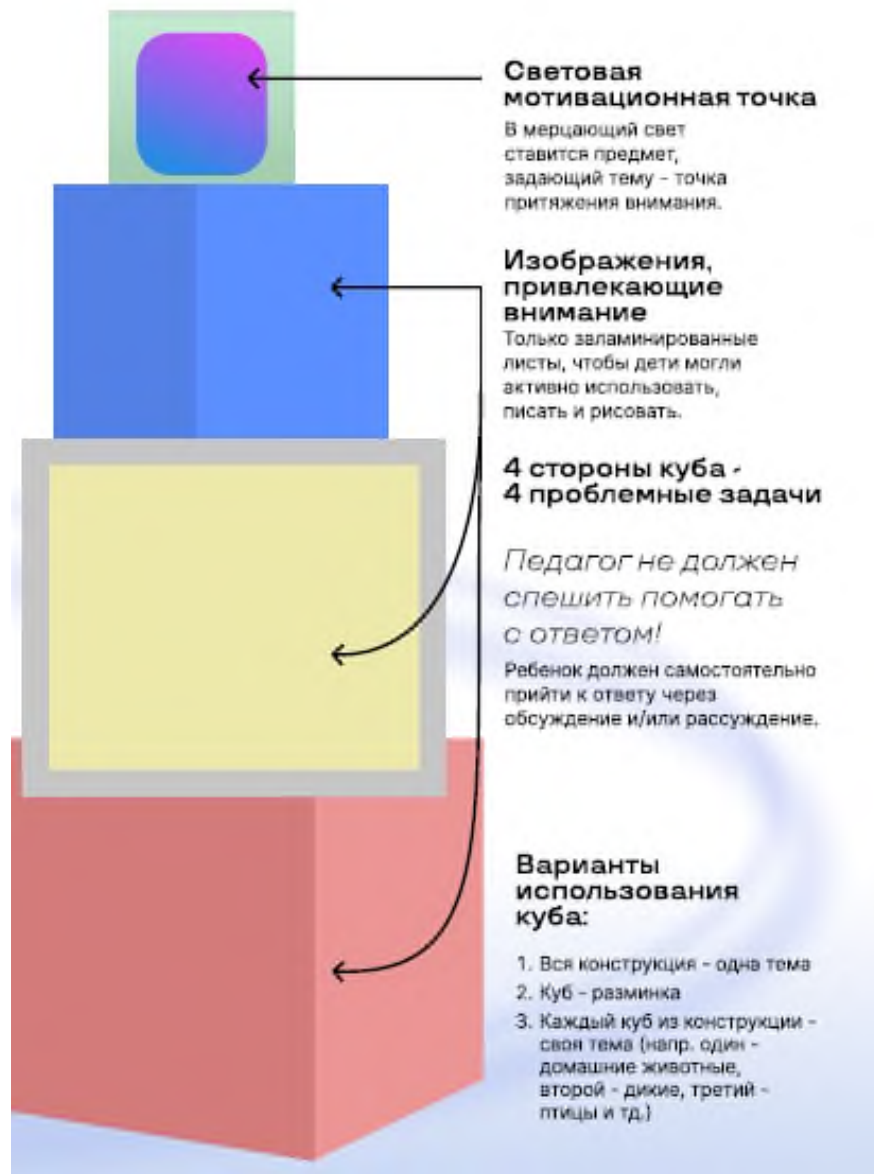 Световая
мотивационная точка
В мерцающий свет
ставится предмет,
задающий тему - точка
притяжения внимания.
Изображения,
привлекающие
внимание
Только заламинированные
листы, чтобы дети могли
активно использовать,
писать и рисовать.
4 стороны куба -
4 проблемные задачи
Педагог не должен
спешить помогать
с ответом!
Ребенок должен самостоятельно
прийти к ответу через
обсуждение и/или рассуждение.
Варианты
использования
куба:
1. Вся конструкция - одна тема
2. Куб - разминка
3. Каждый куб из конструкции -
своя тема (напр. один -
домашние животные,
второй - дикие, третий -
птицы и тд.)